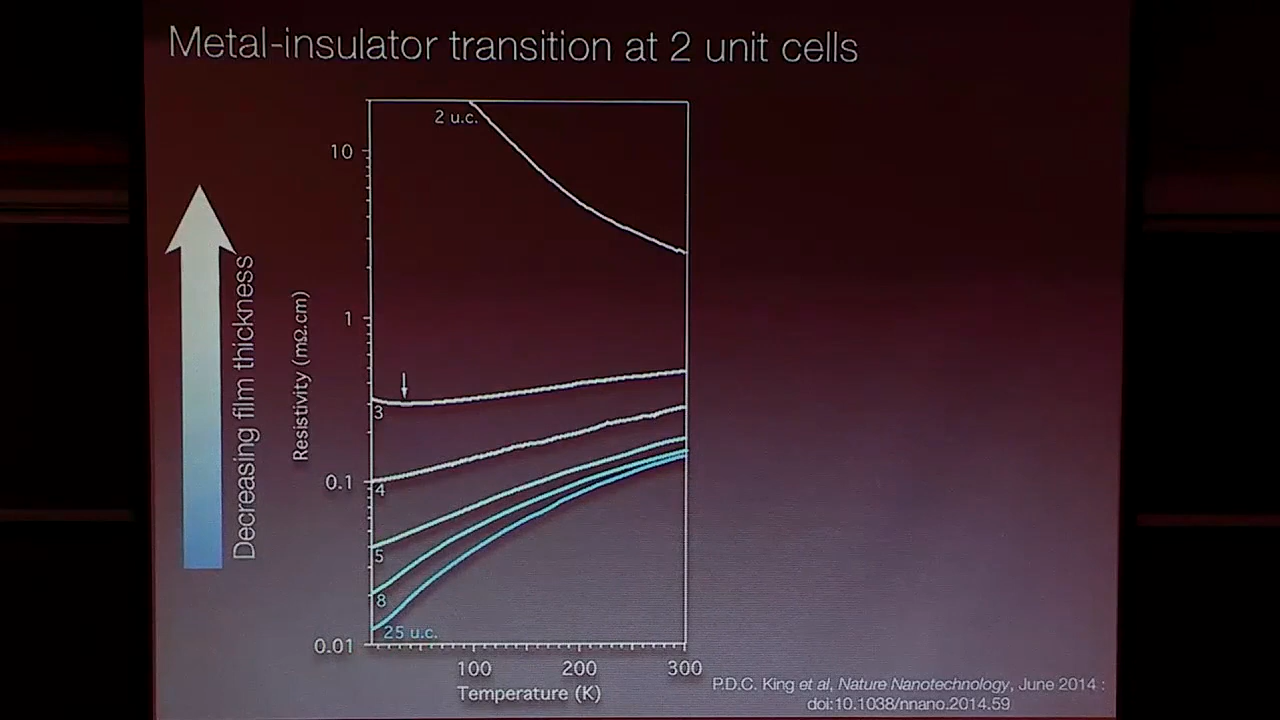 Metal-insulator transition at 2 unit cells
Decreasing film thickness
Resistivity (mΩ.cm)
10
1
0.1
0.01
2 u.c.
3
4
5
8
25 u.c.
100 200 300
Temperature (K)
P.D.C. King et al, Nature Nanotechnology, June 2014 :
doi:10.1038/nnano.2014.59